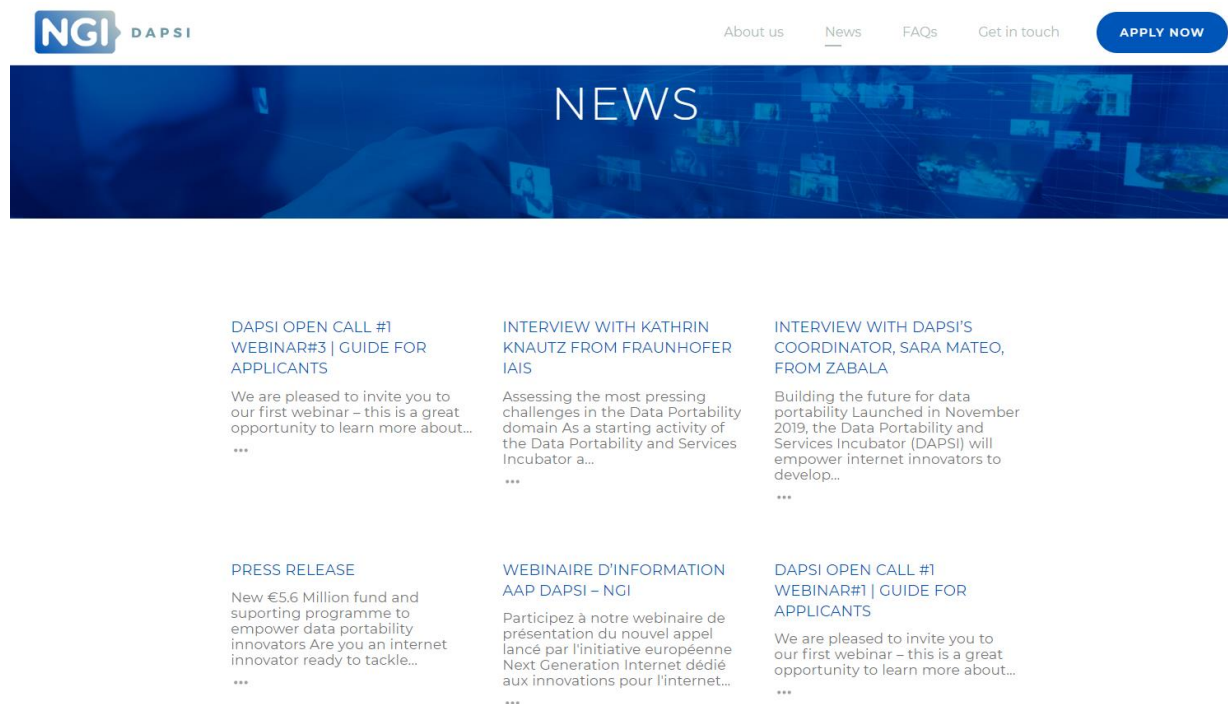 NGI DAPSI
About us
News
FAQs
Get in touch
APPLY NOW
NEWS
DAPSI OPEN CALL #1
WEBINAR#3 | GUIDE FOR
APPLICANTS
We are pleased to invite you to
our first webinar – this is a great
opportunity to learn more about...
...
INTERVIEW WITH KATHRIN
KNAUTZ FROM FRAUNHOFER
IAIS
Assessing the most pressing
challenges in the Data Portability
domain As a starting activity of
the Data Portability and Services
Incubator a...
...
INTERVIEW WITH DAPSI'S
COORDINATOR, SARA MATEO,
FROM ZABALA
Building the future for data
portability Launched in November
2019, the Data Portability and
Services Incubator (DAPSI) will
empower internet innovators to
develop...
...
PRESS RELEASE
New €5.6 Million fund and
suporting programme to
empower data portability
innovators Are you an internet
innovator ready to tackle...
...
WEBINAIRE D'INFORMATION
AAP DAPSI – NGI
Participez à notre webinaire de
présentation du nouvel appel
lancé par l'initiative européenne
Next Generation Internet dédié
aux innovations pour l'internet...
...
DAPSI OPEN CALL #1
WEBINAR#1 | GUIDE FOR
APPLICANTS
We are pleased to invite you to
our first webinar – this is a great
opportunity to learn more about...
...